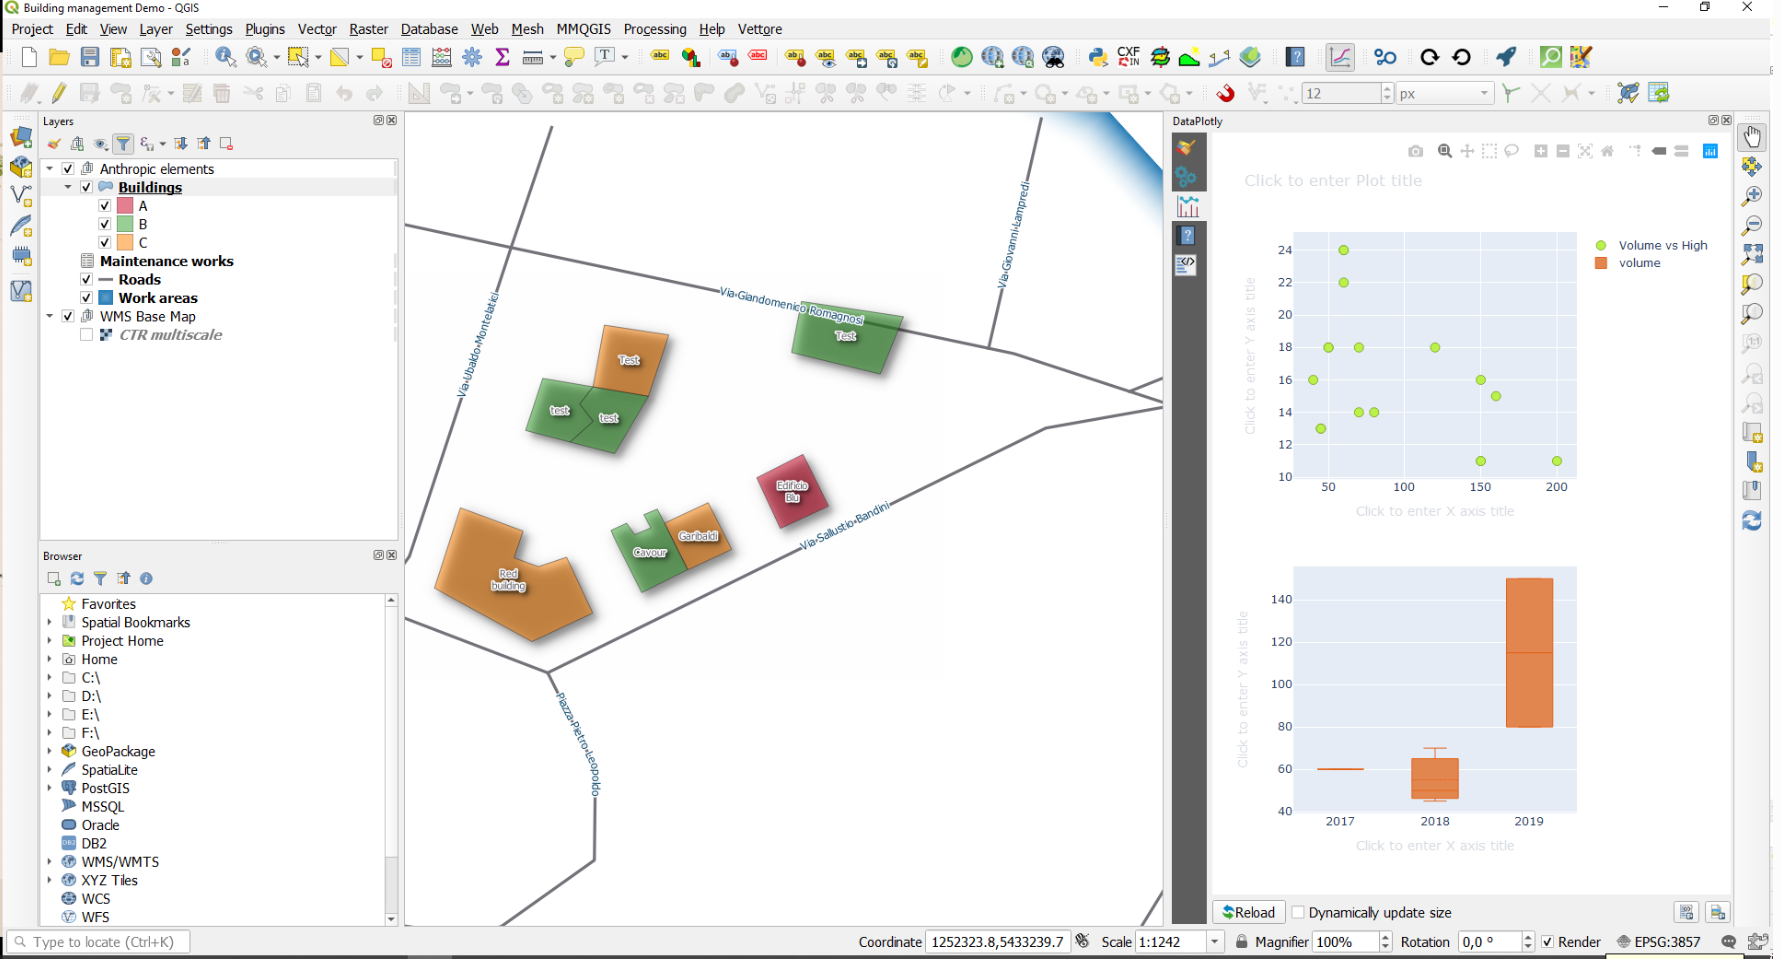 Building management Demo - QGIS
Project Edit View Layer Settings Plugins Vector Raster Database Web Mesh MMQGIS Processing Help Vettore
12 px
Layers
Anthropic elements
Buildings
A
B
C
Maintenance works
Roads
Work areas
WMS Base Map
CTR multiscale
Browser
Favorites
Spatial Bookmarks
Project Home
Home
C:\
D:\
E:\
F:\
GeoPackage
SpatiaLite
PostGIS
MSSQL
Oracle
DB2
WMS/WMTS
XYZ Tiles
WCS
WFS
Via Ubaldo Montelatici
Via Giandomenico Romagnosi
Via Giovanni Lampredi
Test
Test
test
test
Edificio
Blu
Via Sallustio Bandini
Garibaldi
Cavour
Red
building
Piazza Pietro Leopoldo
DataPlotly
Click to enter Plot title
Click to enter Y axis title
24
22
20
18
16
14
12
10
50 100 150 200
Click to enter X axis title
Volume vs High
volume
Click to enter Y axis title
140
120
100
80
60
40
2017 2018 2019
Click to enter X axis title
Reload Dynamically update size
Type to locate (Ctrl+K) Coordinate 1252323.8,5433239.7 Scale 1:1242 Magnifier 100% Rotation 0,0 ° Render EPSG:3857